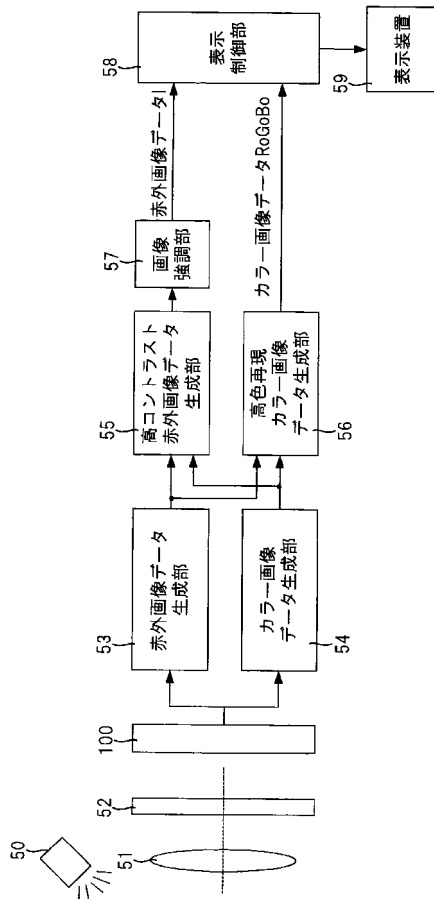 50
51
52
100
53
赤外画像データ
生成部
54
カラー画像
データ生成部
55
高コントラスト
赤外画像データ
生成部
56
高色再現
カラー画像
データ生成部
57
画像
強調部
赤外画像データI
カラー画像データRoGoBo
58
表示
制御部
59
表示装置